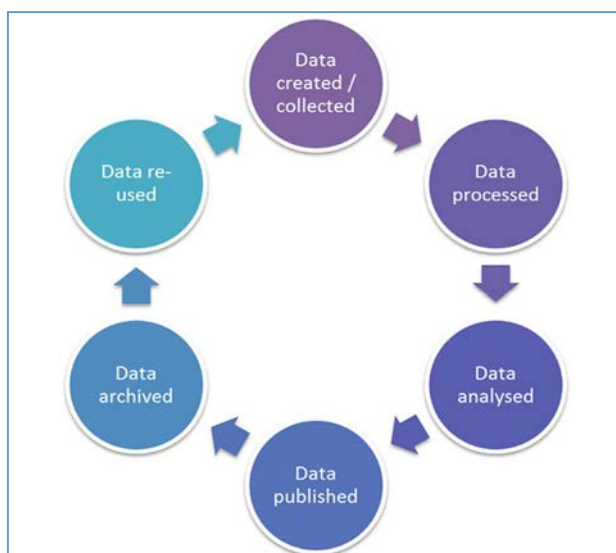 Data
created /
collected
Data
processed
Data
analysed
Data
published
Data
archived
Data re-
used